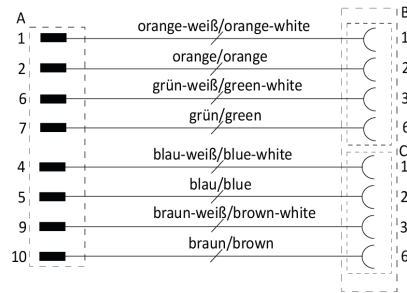 A
B
1 orange-weiß/orange-white 1
2 orange/orange 2
6 grün-weiß/green-white 3
7 grün/green 6
C
4 blau-weiß/blue-white 1
5 blau/blue 2
9 braun-weiß/brown-white 3
10 braun/brown 6